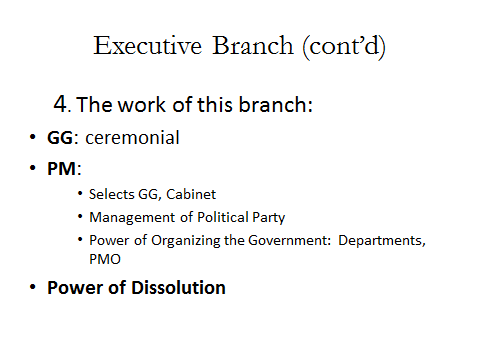 Executive Branch (cont’d)
4. The work of this branch:
• GG: ceremonial
• PM:
• Selects GG, Cabinet
• Management of Political Party
• Power of Organizing the Government: Departments,
PMO
• Power of Dissolution